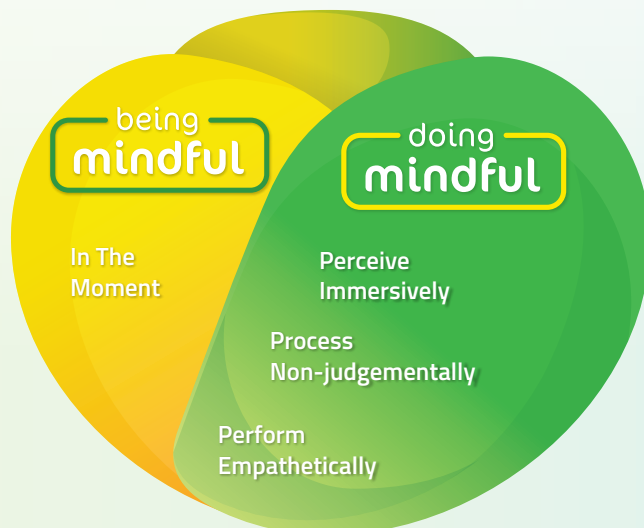 being
mindful
In The
Moment
doing
mindful
Perceive
Immersively
Process
Non-judgementally
Perform
Empathetically